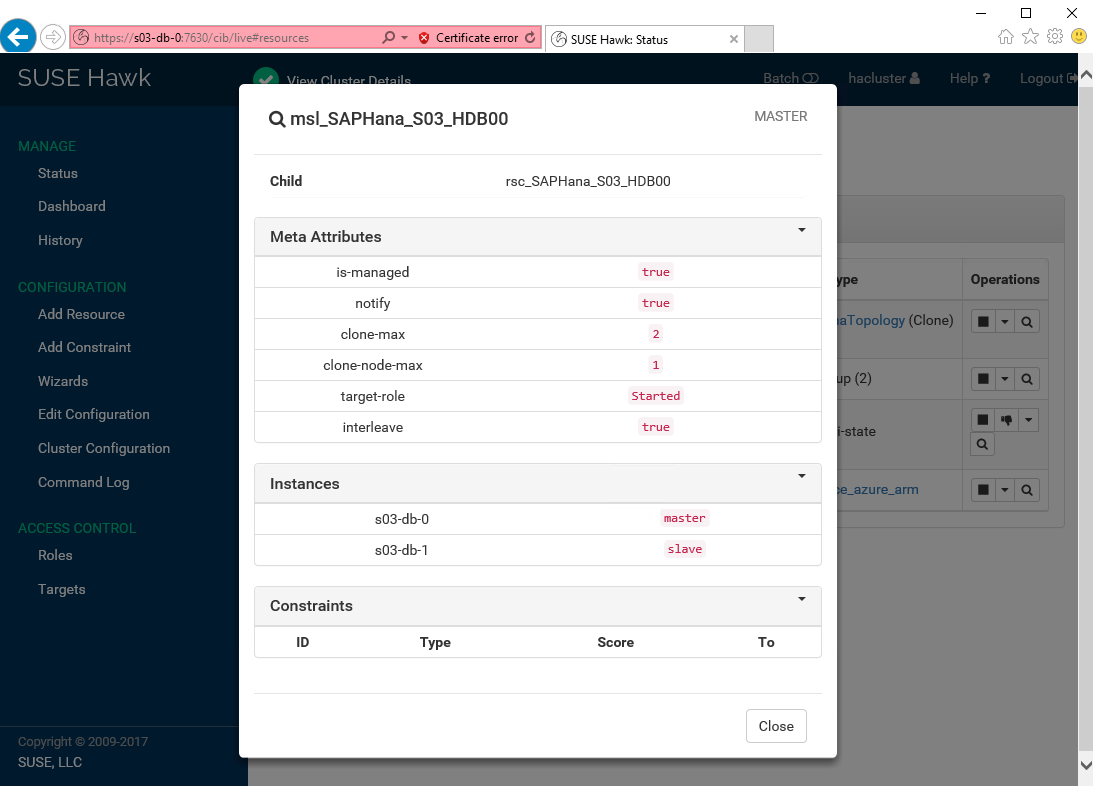 https://s03-db-0:7630/cib/live#resources
Certificate error
SUSE Hawk: Status
SUSE Hawk
View Cluster Details
Batch
hacluster
Help ?
Logout
MANAGE
Status
Dashboard
History
CONFIGURATION
Add Resource
Add Constraint
Wizards
Edit Configuration
Cluster Configuration
Command Log
ACCESS CONTROL
Roles
Targets
Copyright © 2009-2017
SUSE, LLC
msl_SAPHana_S03_HDB00
MASTER
Child rsc_SAPHana_S03_HDB00
Meta Attributes
is-managed true
notify true
clone-max 2
clone-node-max 1
target-role Started
interleave true
Instances
s03-db-0 master
s03-db-1 slave
Constraints
ID Type Score To
Close
Operations
aTopology (Clone)
up (2)
i-state
ce_azure_arm